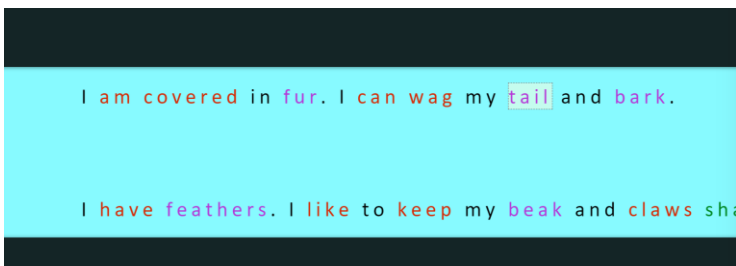 I am covered in fur. I can wag my tail and bark.
I have feathers. I like to keep my beak and claws